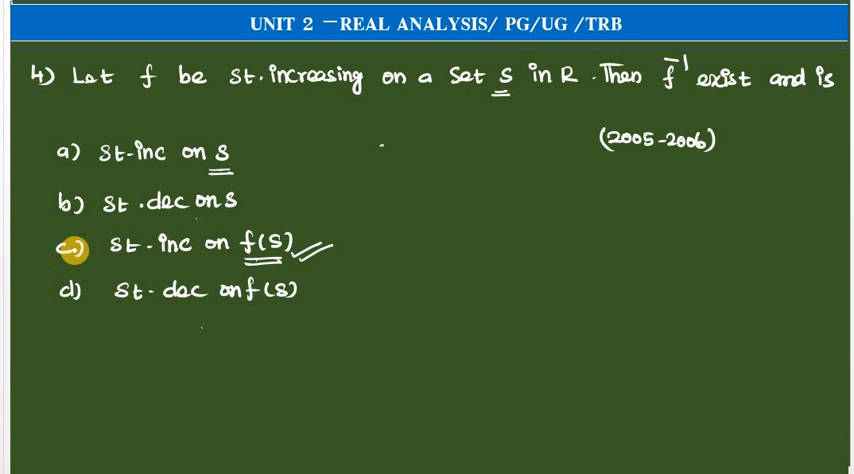 UNIT 2 – REAL ANALYSIS/ PG/UG /TRB
4) Let f be st.increasing on a set S in R. Then f⁻¹ exist and is
(2005-2006)
a) st-inc on S
b) st.dec on S
c) st-inc on f(S)
d) st-dec on f(S)